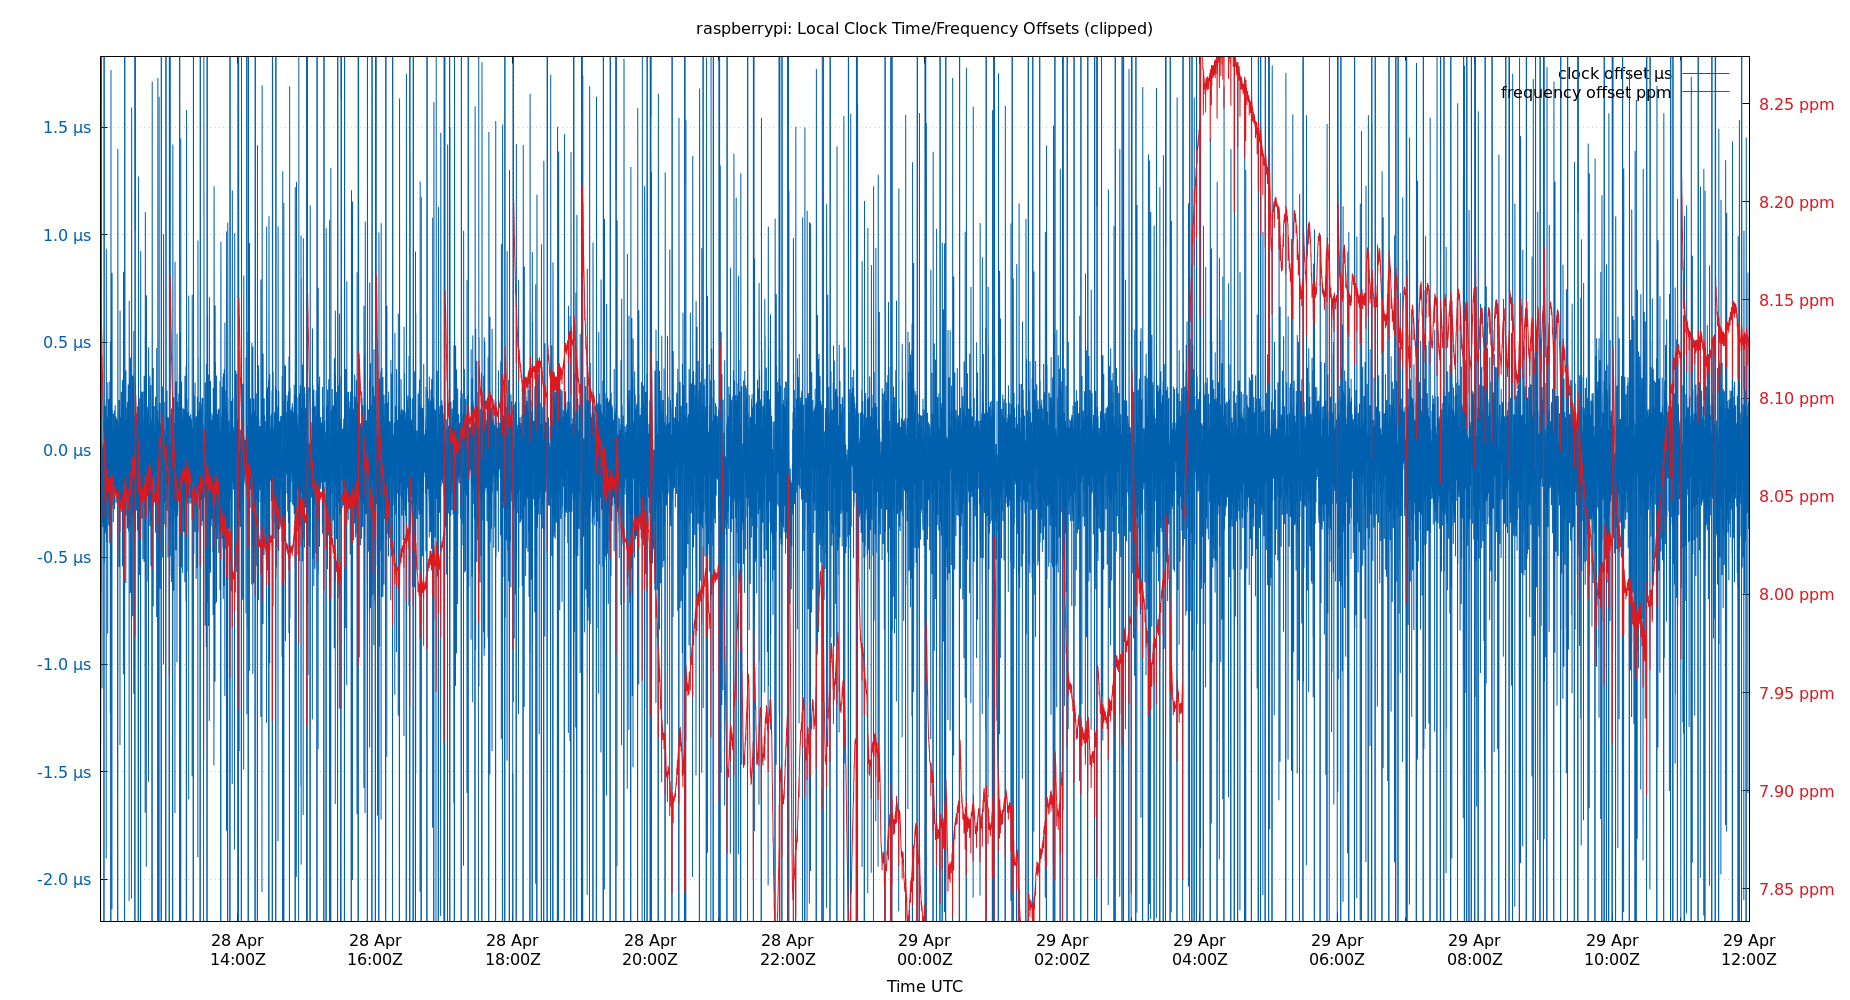 raspberrypi: Local Clock Time/Frequency Offsets (clipped)
clock offset µs
frequency offset ppm
1.5 µs
1.0 µs
0.5 µs
0.0 µs
-0.5 µs
-1.0 µs
-1.5 µs
-2.0 µs
8.25 ppm
8.20 ppm
8.15 ppm
8.10 ppm
8.05 ppm
8.00 ppm
7.95 ppm
7.90 ppm
7.85 ppm
28 Apr 28 Apr 28 Apr 28 Apr 28 Apr 29 Apr 29 Apr 29 Apr 29 Apr 29 Apr 29 Apr 29 Apr
14:00Z 16:00Z 18:00Z 20:00Z 22:00Z 00:00Z 02:00Z 04:00Z 06:00Z 08:00Z 10:00Z 12:00Z
Time UTC